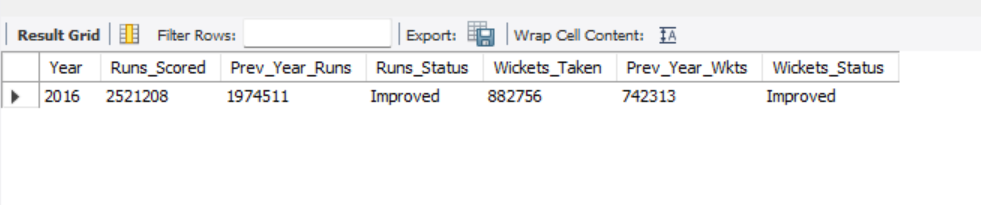 Result Grid Filter Rows: Export: Wrap Cell Content: IA
Year Runs_Scored Prev_Year_Runs Runs_Status Wickets_Taken Prev_Year_Wkts Wickets_Status
2016 2521208 1974511 Improved 882756 742313 Improved